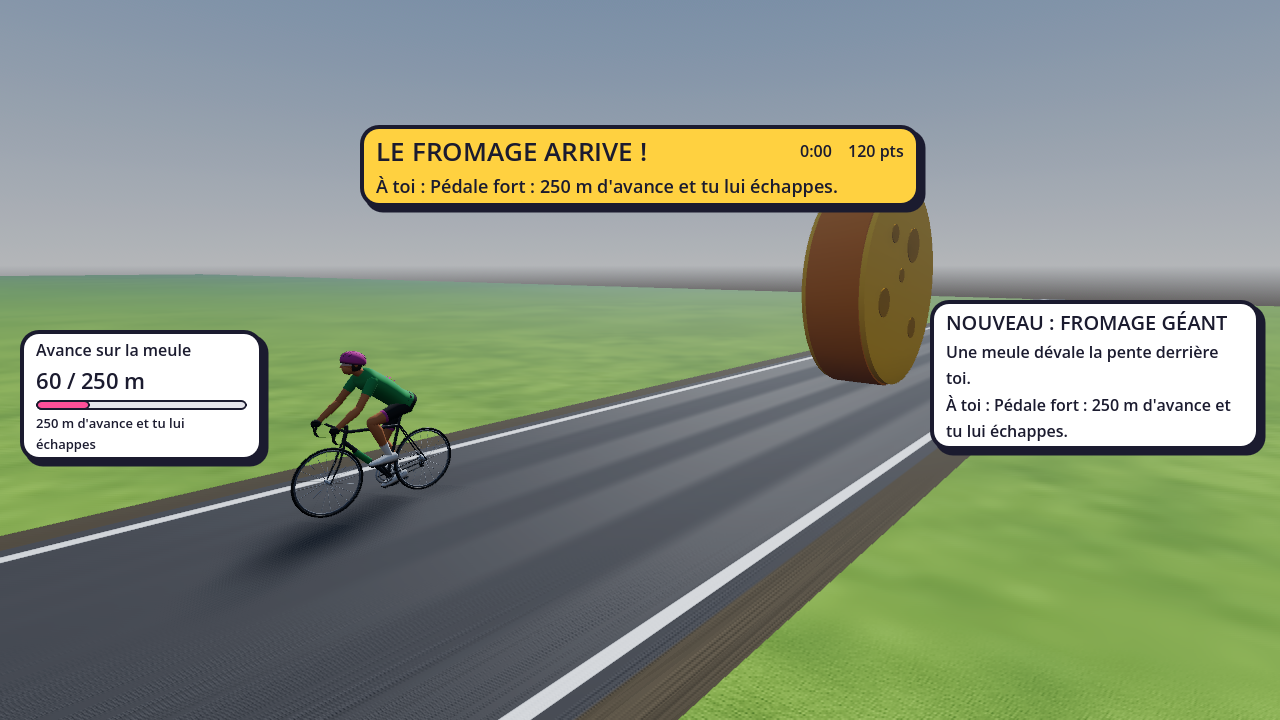 LE FROMAGE ARRIVE !
0:00 120 pts
À toi : Pédale fort : 250 m d'avance et tu lui échappes.
Avance sur la meule
60 / 250 m
250 m d'avance et tu lui
échappes
NOUVEAU : FROMAGE GÉANT
Une meule dévale la pente derrière
toi.
À toi : Pédale fort : 250 m d'avance et
tu lui échappes.